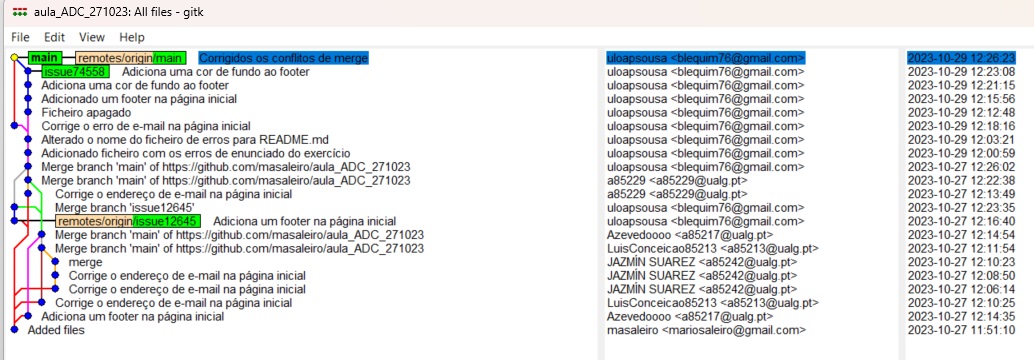 aula_ADC_271023: All files - gitk
File Edit View Help
main remotes/origin/main Corrigidos os conflitos de merge uloapsousa <blequim76@gmail.com> 2023-10-29 12:26:23
issue74558 Adiciona uma cor de fundo ao footer uloapsousa <blequim76@gmail.com> 2023-10-29 12:23:08
Adiciona uma cor de fundo ao footer uloapsousa <blequim76@gmail.com> 2023-10-29 12:21:15
Adicionado um footer na página inicial uloapsousa <blequim76@gmail.com> 2023-10-29 12:15:56
Ficheiro apagado uloapsousa <blequim76@gmail.com> 2023-10-29 12:12:48
Corrige o erro de e-mail na página inicial uloapsousa <blequim76@gmail.com> 2023-10-29 12:18:16
Alterado o nome do ficheiro de erros para README.md uloapsousa <blequim76@gmail.com> 2023-10-29 12:03:21
Adicionado ficheiro com os erros de enunciado do exercício uloapsousa <blequim76@gmail.com> 2023-10-29 12:00:59
Merge branch 'main' of https://github.com/masaleiro/aula_ADC_271023 uloapsousa <blequim76@gmail.com> 2023-10-27 12:26:02
Merge branch 'main' of https://github.com/masaleiro/aula_ADC_271023 a85229 <a85229@ualg.pt> 2023-10-27 12:22:38
Corrige o endereço de e-mail na página inicial a85229 <a85229@ualg.pt> 2023-10-27 12:13:49
Merge branch 'issue12645' uloapsousa <blequim76@gmail.com> 2023-10-27 12:23:35
remotes/origin/issue12645 Adiciona um footer na página inicial uloapsousa <blequim76@gmail.com> 2023-10-27 12:16:40
Merge branch 'main' of https://github.com/masaleiro/aula_ADC_271023 Azevedoooo <a85217@ualg.pt> 2023-10-27 12:14:54
Merge branch 'main' of https://github.com/masaleiro/aula_ADC_271023 LuisConceicao85213 <a85213@ualg.pt> 2023-10-27 12:11:54
merge JAZMÍN SUAREZ <a85242@ualg.pt> 2023-10-27 12:10:23
Corrige o endereço de e-mail na página inicial JAZMÍN SUAREZ <a85242@ualg.pt> 2023-10-27 12:08:50
Corrige o endereço de e-mail na página inicial JAZMÍN SUAREZ <a85242@ualg.pt> 2023-10-27 12:06:14
Corrige o endereço de e-mail na página inicial LuisConceicao85213 <a85213@ualg.pt> 2023-10-27 12:10:25
Adiciona um footer na página inicial Azevedoooo <a85217@ualg.pt> 2023-10-27 12:14:35
Added files masaleiro <mariosaleiro@gmail.com> 2023-10-27 11:51:10